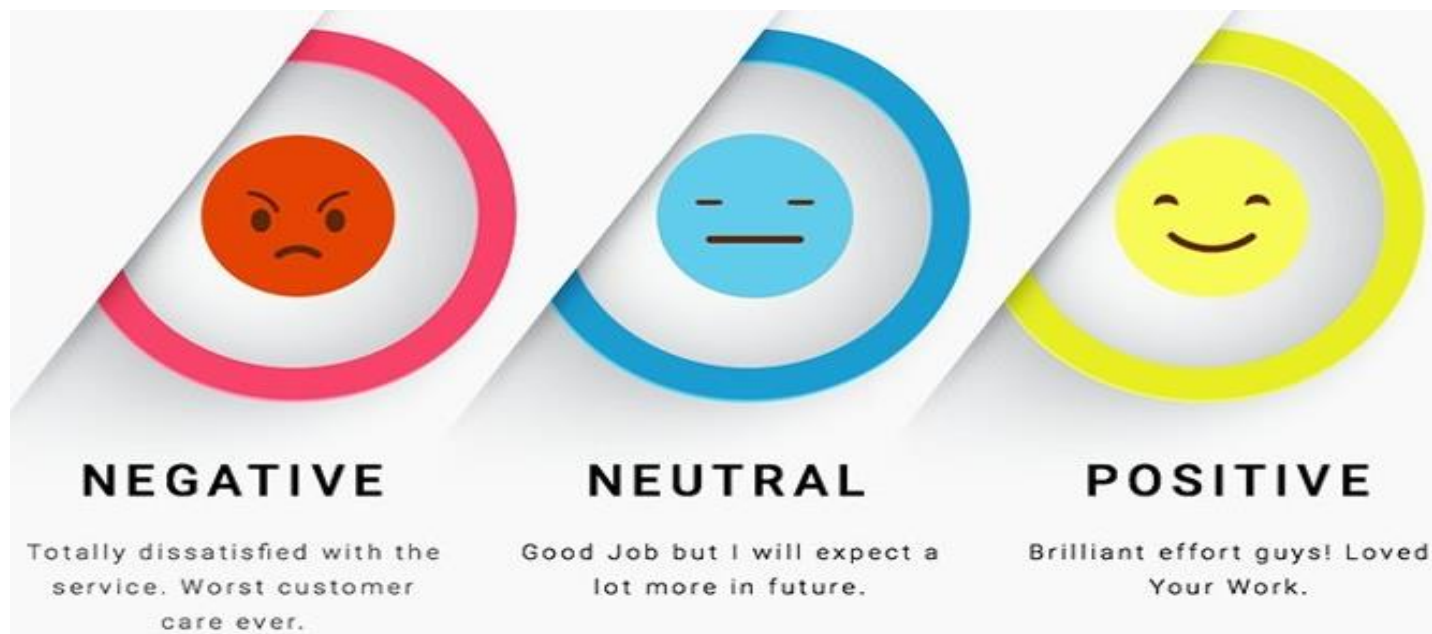 NEGATIVE
Totally dissatisfied with the
service. Worst customer
care ever.
NEUTRAL
Good Job but I will expect a
lot more in future.
POSITIVE
Brilliant effort guys! Loved
Your Work.